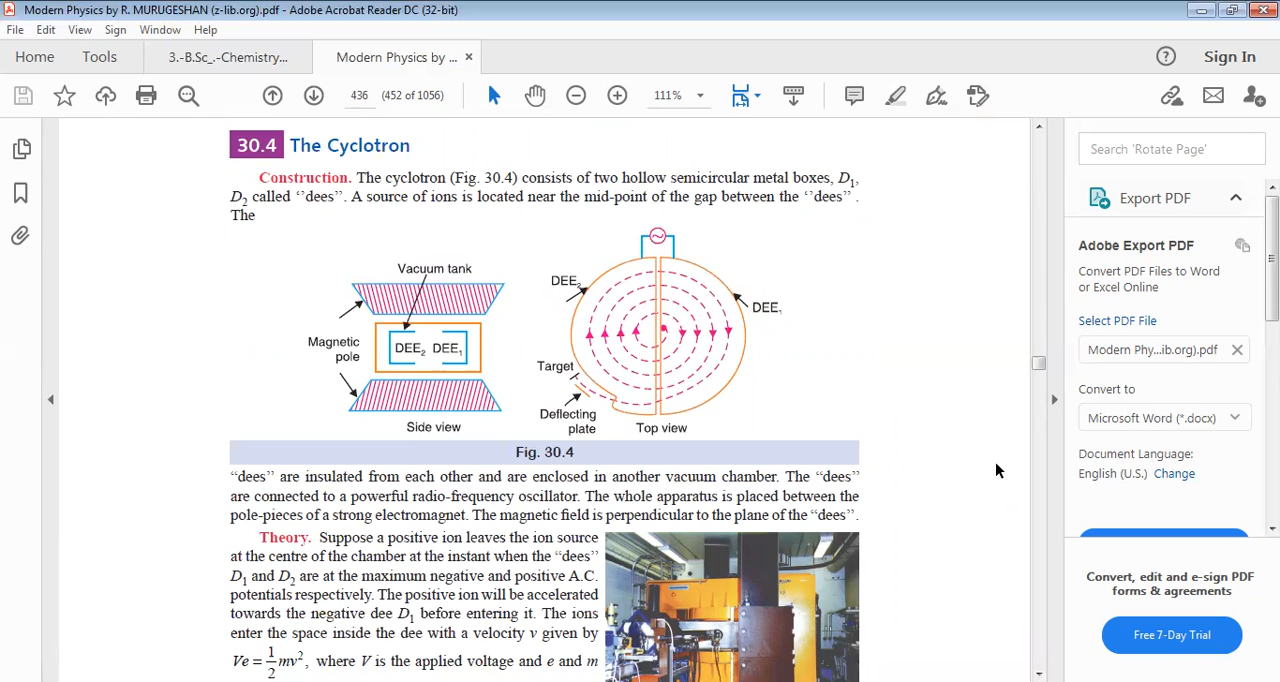 Modern Physics by R. MURUGESHAN (z-lib.org).pdf - Adobe Acrobat Reader DC (32-bit)
File Edit View Sign Window Help
Home Tools 3.-B.Sc_.-Chemistry... Modern Physics by ... × Sign In
436 (452 of 1056) 111%
30.4 The Cyclotron
Construction. The cyclotron (Fig. 30.4) consists of two hollow semicircular metal boxes, D1,
D2 called ‘‘dees’’. A source of ions is located near the mid-point of the gap between the ‘‘dees’’ .
The
Vacuum tank
Magnetic
pole
DEE2 DEE1
Side view
DEE2
DEE1
Target
Deflecting
plate
Top view
Fig. 30.4
“dees” are insulated from each other and are enclosed in another vacuum chamber. The “dees”
are connected to a powerful radio-frequency oscillator. The whole apparatus is placed between the
pole-pieces of a strong electromagnet. The magnetic field is perpendicular to the plane of the “dees”.
Theory. Suppose a positive ion leaves the ion source
at the centre of the chamber at the instant when the “dees”
D1 and D2 are at the maximum negative and positive A.C.
potentials respectively. The positive ion will be accelerated
towards the negative dee D1 before entering it. The ions
enter the space inside the dee with a velocity v given by
Ve = 1/2 mv², where V is the applied voltage and e and m
Search 'Rotate Page'
Export PDF
Adobe Export PDF
Convert PDF Files to Word
or Excel Online
Select PDF File
Modern Phy...ib.org).pdf ×
Convert to
Microsoft Word (*.docx)
Document Language:
English (U.S.) Change
Convert, edit and e-sign PDF
forms & agreements
Free 7-Day Trial